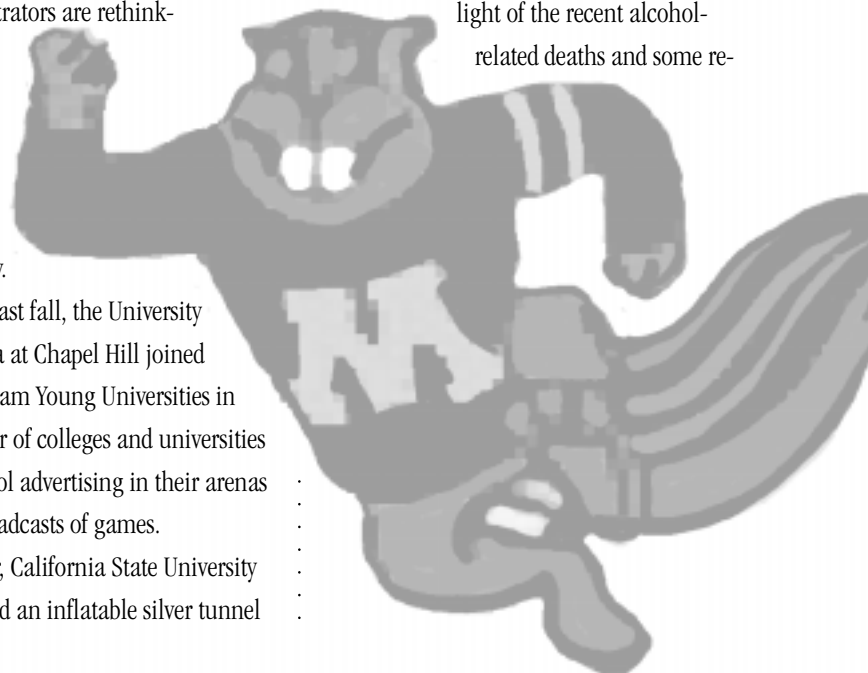 trators are rethink-
ast fall, the University
a at Chapel Hill joined
am Young Universities in
r of colleges and universities
ol advertising in their arenas
adcasts of games.
, California State University
d an inflatable silver tunnel
light of the recent alcohol-
related deaths and some re-
M